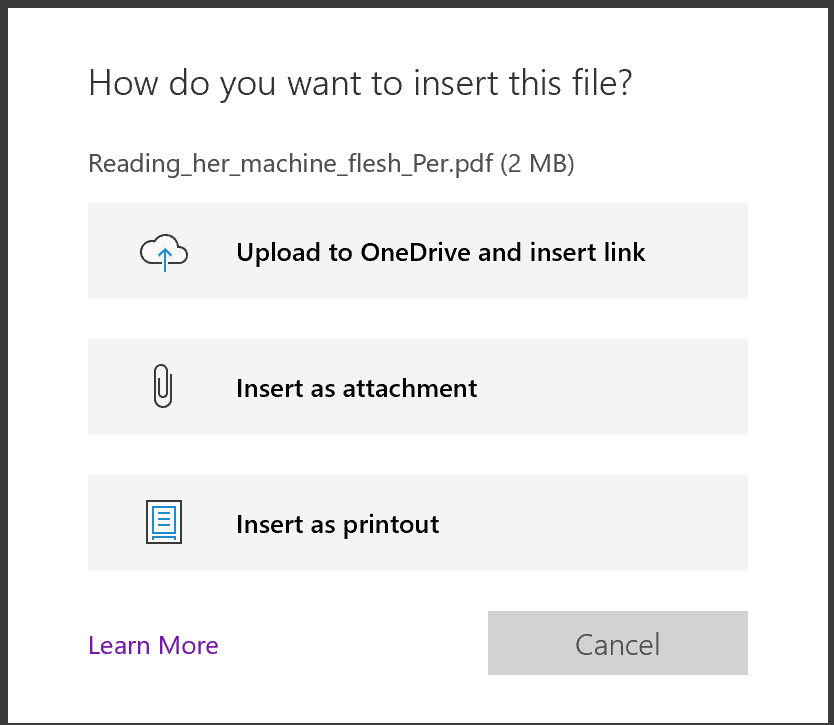 How do you want to insert this file?
Reading_her_machine_flesh_Per.pdf (2 MB)
Upload to OneDrive and insert link
Insert as attachment
Insert as printout
Learn More
Cancel